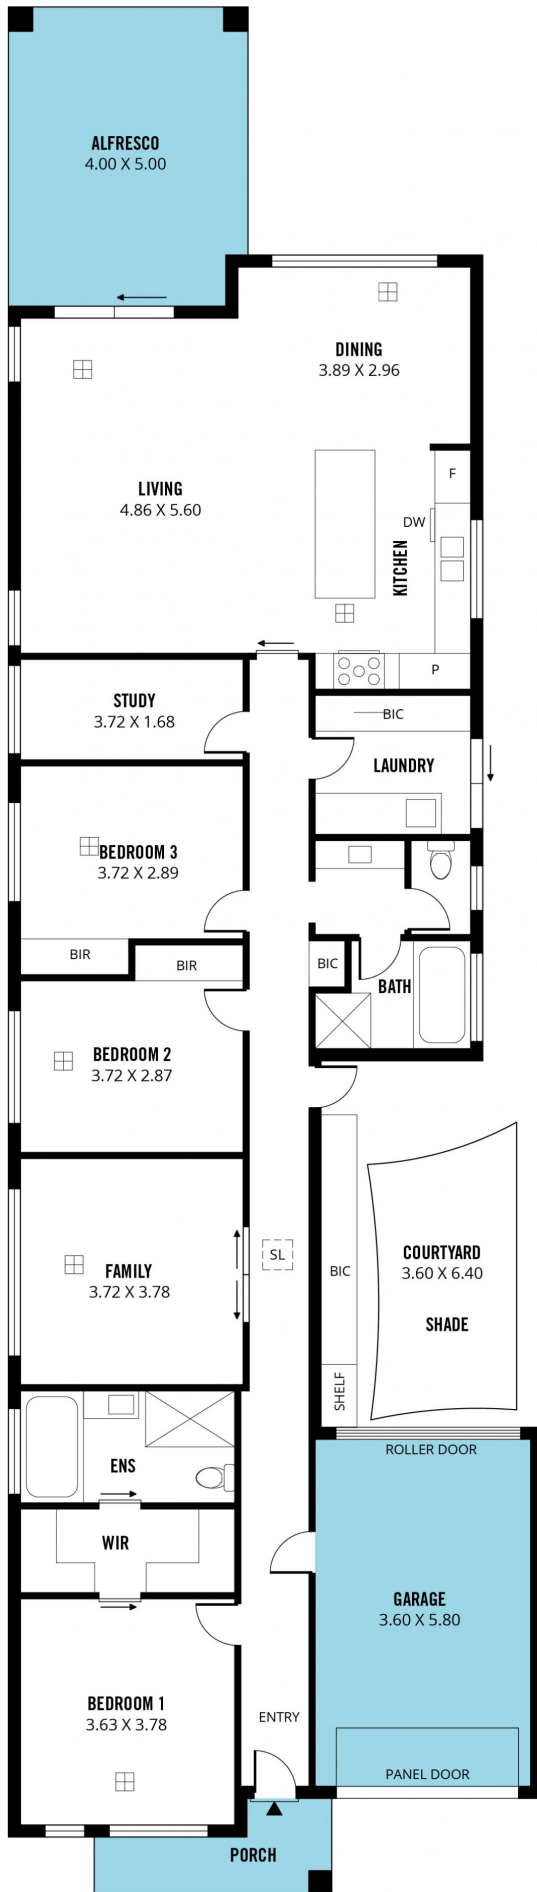 ALFRESCO
4.00 X 5.00
DINING
3.89 X 2.96
LIVING
4.86 X 5.60
F
DW
KITCHEN
P
STUDY
3.72 X 1.68
BIC
LAUNDRY
BEDROOM 3
3.72 X 2.89
BIR
BIR
BIC
BATH
BEDROOM 2
3.72 X 2.87
FAMILY
3.72 X 3.78
SL
BIC
COURTYARD
3.60 X 6.40
SHADE
SHELF
ROLLER DOOR
ENS
WIR
GARAGE
3.60 X 5.80
BEDROOM 1
3.63 X 3.78
ENTRY
PANEL DOOR
PORCH